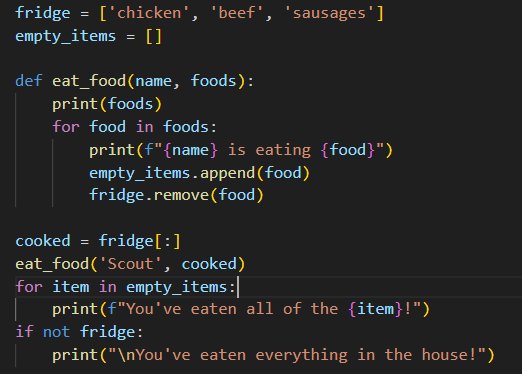 fridge = ['chicken', 'beef', 'sausages']
empty_items = []

def eat_food(name, foods):
    print(foods)
    for food in foods:
        print(f"{name} is eating {food}")
        empty_items.append(food)
        fridge.remove(food)

cooked = fridge[:]
eat_food('Scout', cooked)
for item in empty_items:
    print(f"You've eaten all of the {item}!")
if not fridge:
    print("\nYou've eaten everything in the house!")